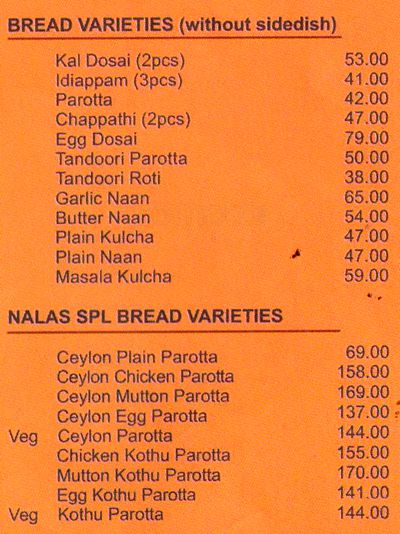 BREAD VARIETIES (without sidedish)
Kal Dosai (2pcs) 53.00
Idiappam (3pcs) 41.00
Parotta 42.00
Chappathi (2pcs) 47.00
Egg Dosai 79.00
Tandoori Parotta 50.00
Tandoori Roti 38.00
Garlic Naan 65.00
Butter Naan 54.00
Plain Kulcha 47.00
Plain Naan 47.00
Masala Kulcha 59.00
NALAS SPL BREAD VARIETIES
Ceylon Plain Parotta 69.00
Ceylon Chicken Parotta 158.00
Ceylon Mutton Parotta 169.00
Ceylon Egg Parotta 137.00
Veg Ceylon Parotta 144.00
Chicken Kothu Parotta 155.00
Mutton Kothu Parotta 170.00
Egg Kothu Parotta 141.00
Veg Kothu Parotta 144.00